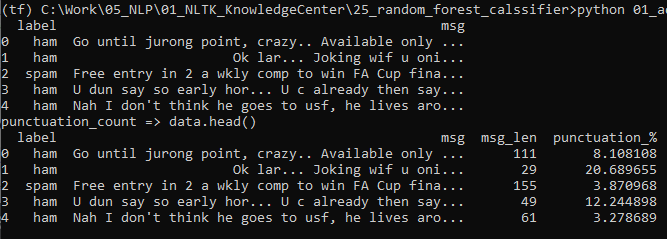 (tf) C:\Work\05_NLP\01_NLTK_KnowledgeCenter\25_random_forest_calssifier>python 01_a
label msg
0 ham Go until jurong point, crazy.. Available only ...
1 ham Ok lar... Joking wif u oni...
2 spam Free entry in 2 a wkly comp to win FA Cup fina...
3 ham U dun say so early hor... U c already then say...
4 ham Nah I don't think he goes to usf, he lives aro...
punctuation_count => data.head()
label msg msg_len punctuation_%
0 ham Go until jurong point, crazy.. Available only ... 111 8.108108
1 ham Ok lar... Joking wif u oni... 29 20.689655
2 spam Free entry in 2 a wkly comp to win FA Cup fina... 155 3.870968
3 ham U dun say so early hor... U c already then say... 49 12.244898
4 ham Nah I don't think he goes to usf, he lives aro... 61 3.278689